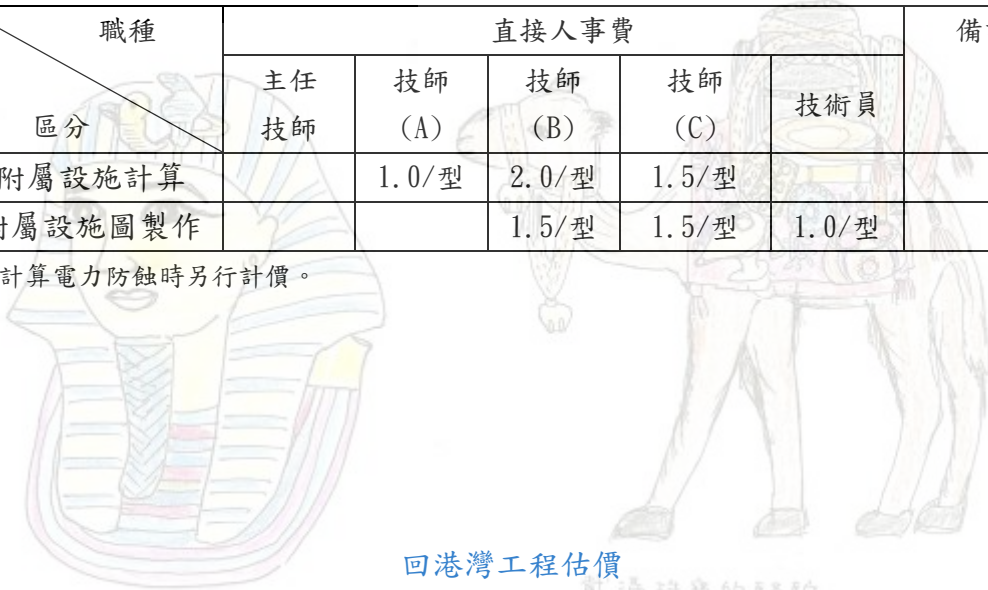 職種 直接人事費 備
主任 技師 技師 技師
區分 技師 (A) (B) (C) 技術員
附屬設施計算 1.0/型 2.0/型 1.5/型
附屬設施圖製作 1.5/型 1.5/型 1.0/型
計算電力防蝕時另行計價。
回港灣工程估價